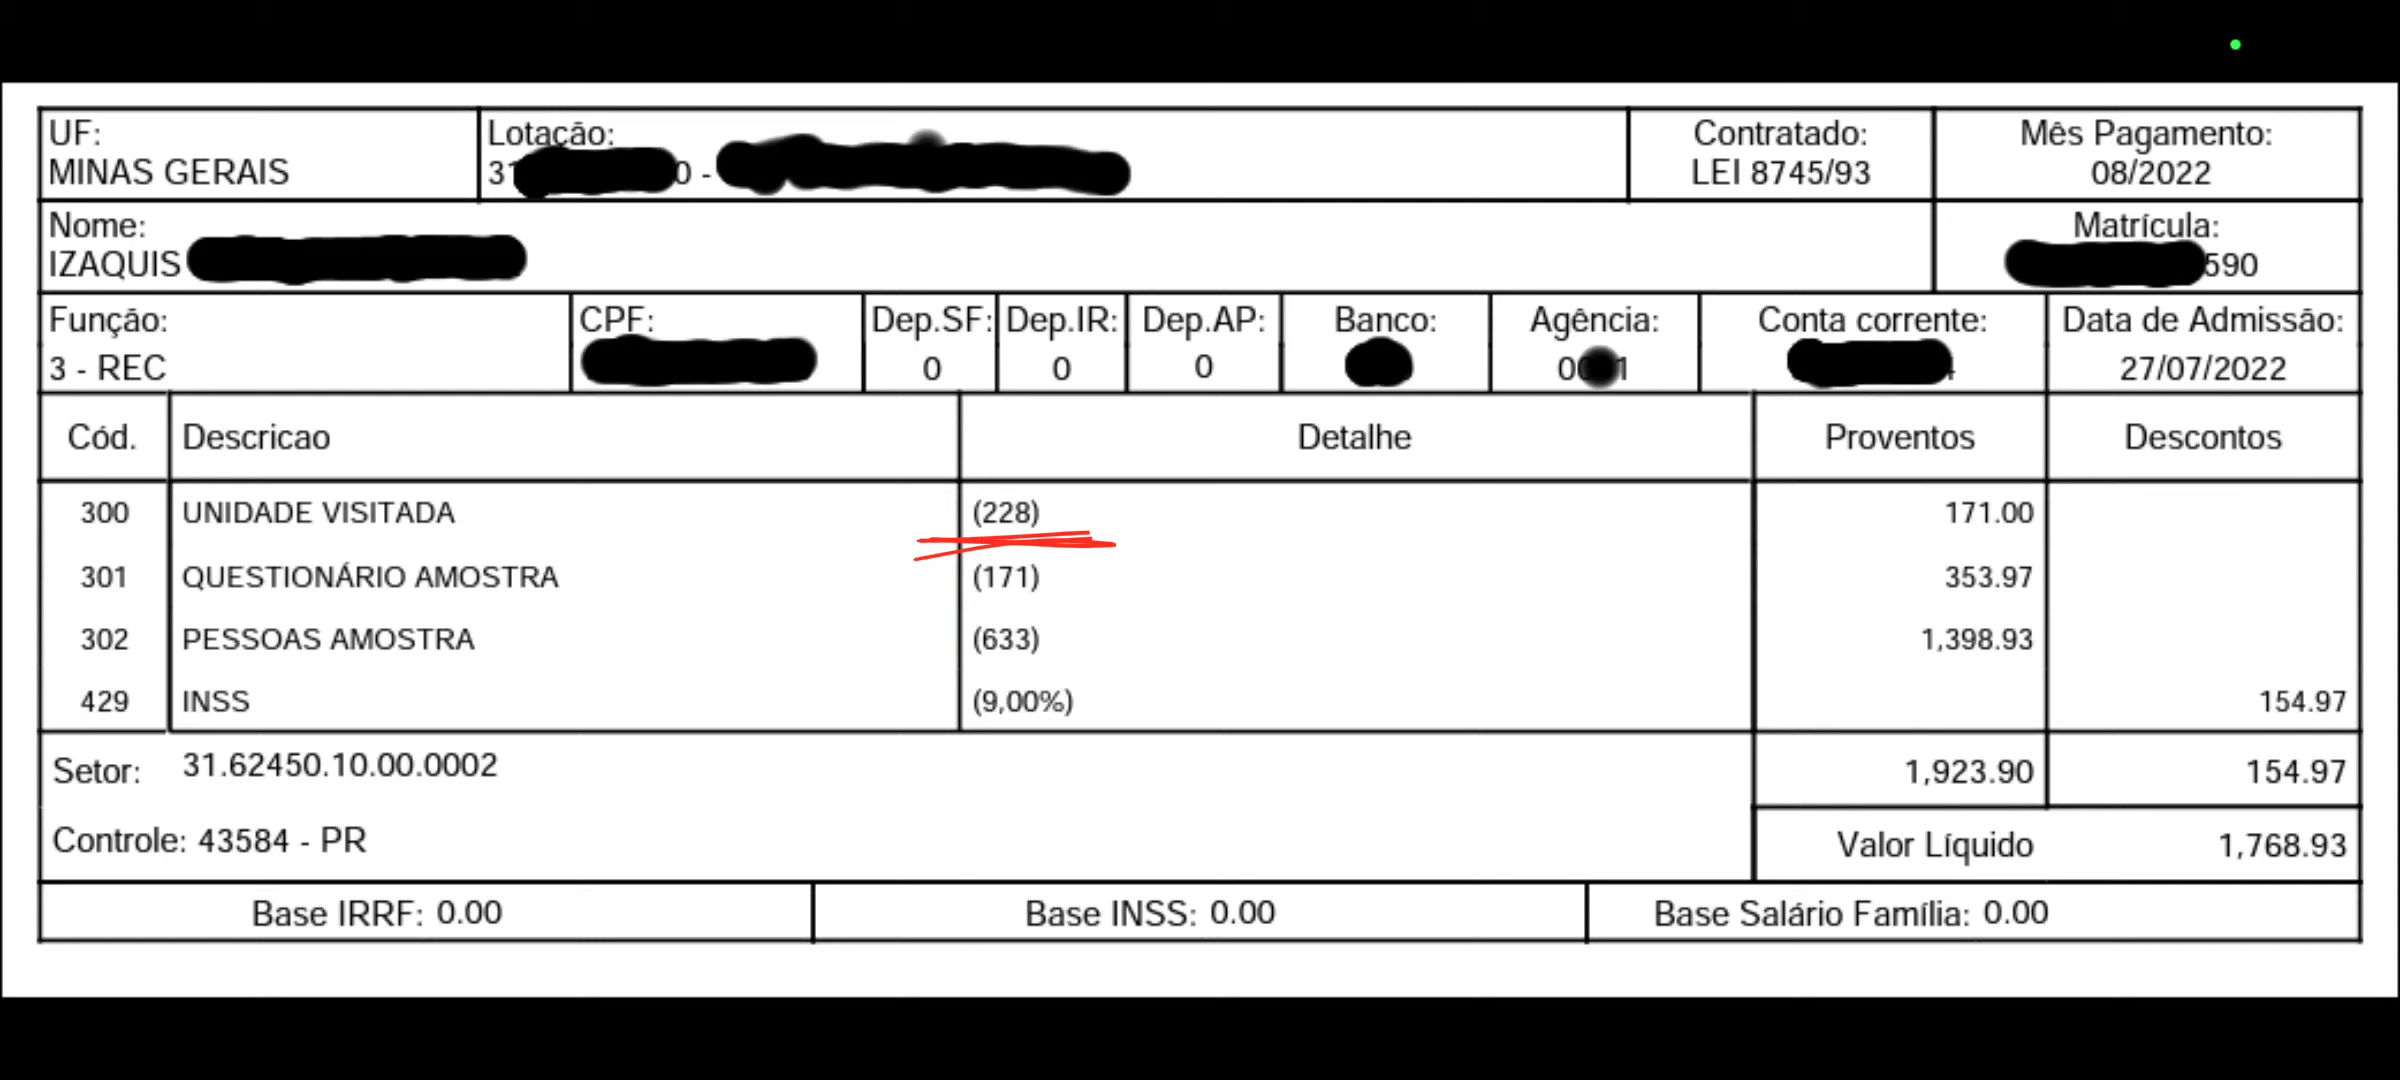 UF:
MINAS GERAIS
Lotação:
31 0 -
Contratado:
LEI 8745/93
Mês Pagamento:
08/2022
Nome:
IZAQUIS
Matrícula:
590
Função:
3 - REC
CPF:
Dep.SF:
0
Dep.IR:
0
Dep.AP:
0
Banco:
Agência:
Conta corrente:
Data de Admissão:
27/07/2022
Cód. Descricao Detalhe Proventos Descontos
300 UNIDADE VISITADA (228) 171.00
301 QUESTIONÁRIO AMOSTRA (171) 353.97
302 PESSOAS AMOSTRA (633) 1,398.93
429 INSS (9,00%) 154.97
Setor: 31.62450.10.00.0002 1,923.90 154.97
Controle: 43584 - PR Valor Líquido 1,768.93
Base IRRF: 0.00 Base INSS: 0.00 Base Salário Família: 0.00